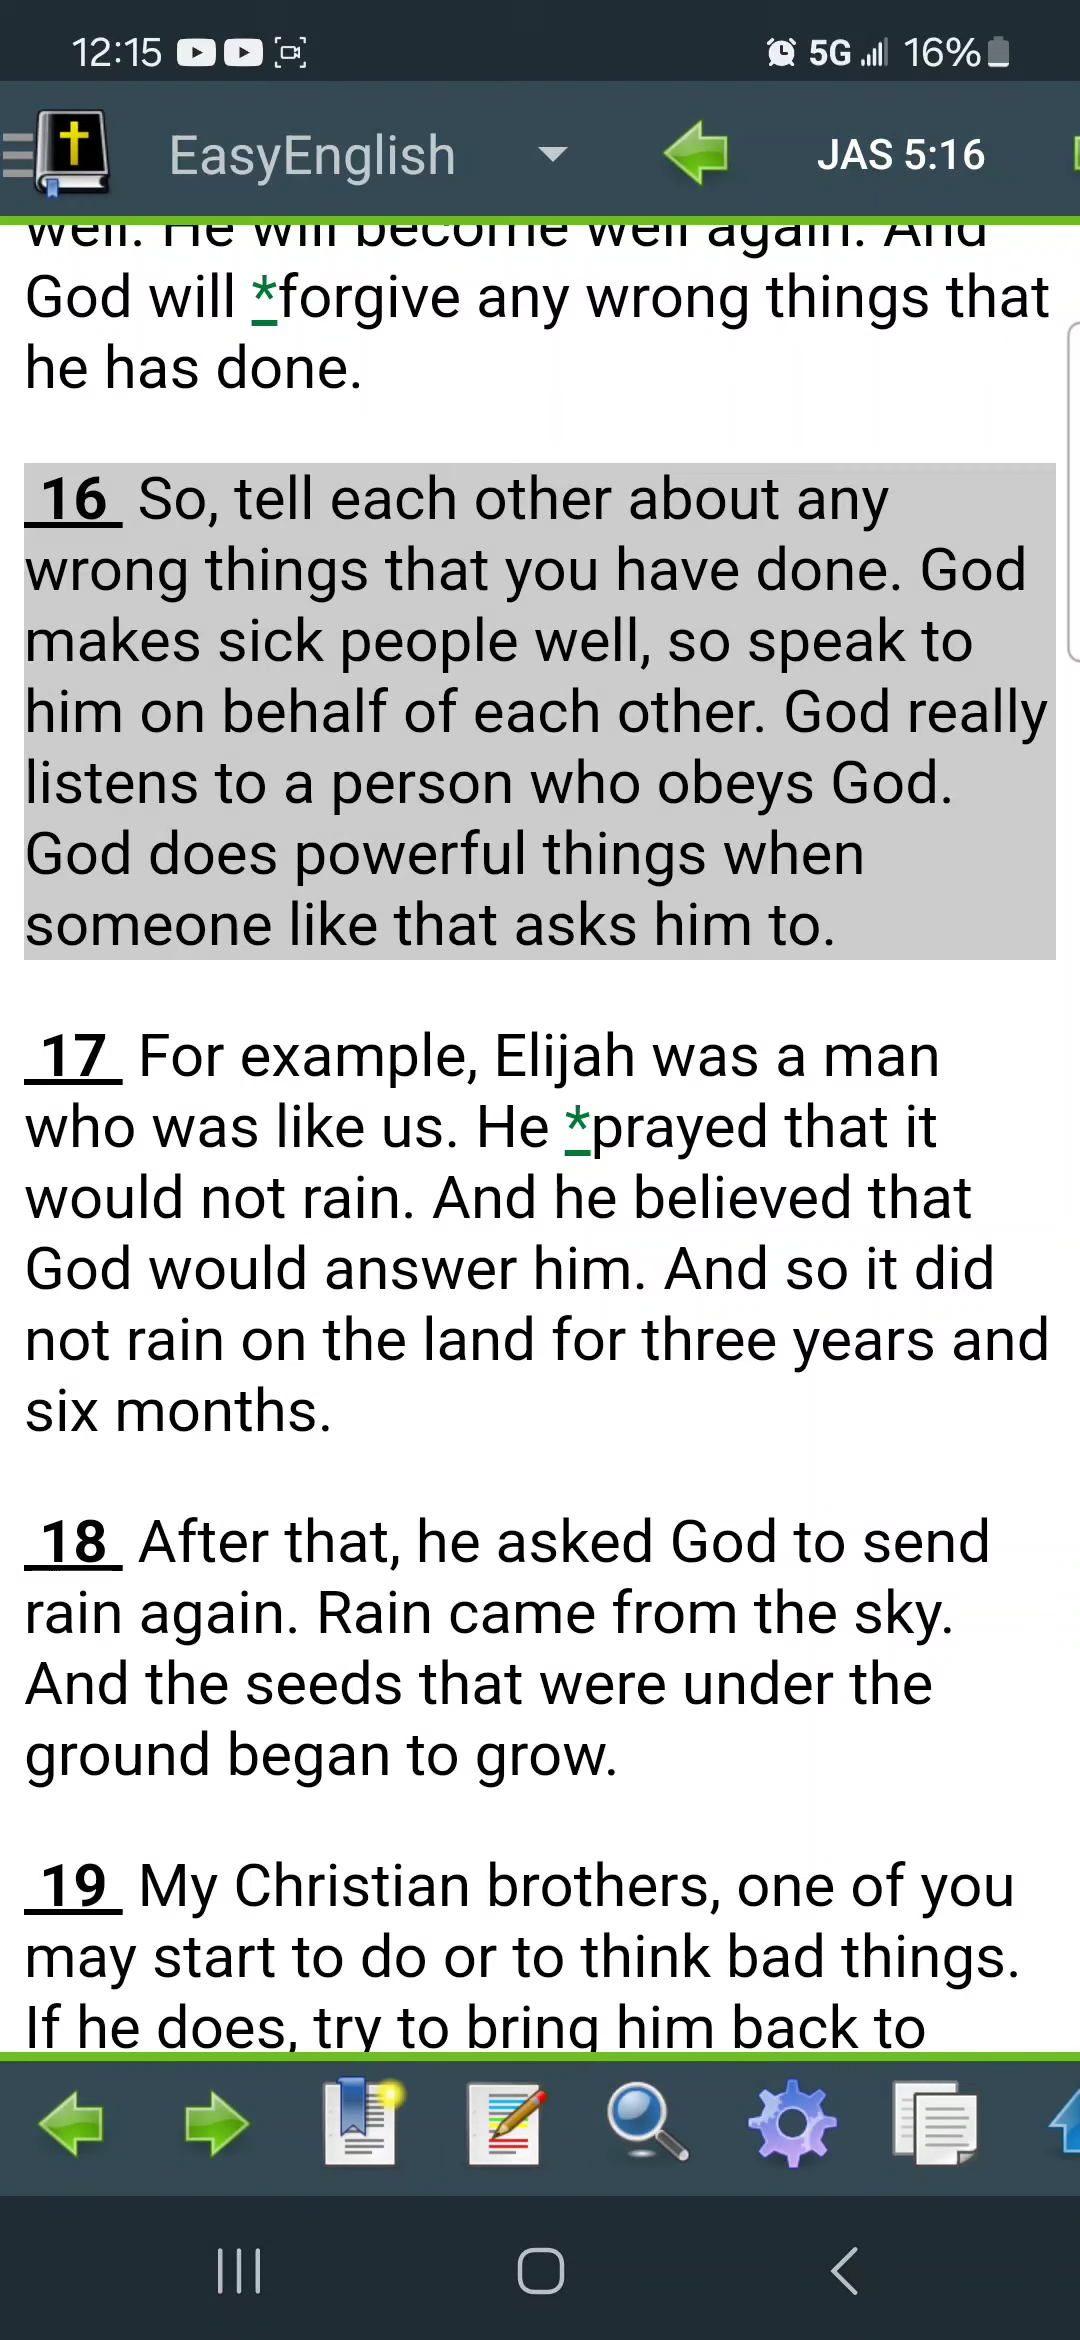 12:15 5G 16%
EasyEnglish JAS 5:16
well. He will become well again. And
God will *forgive any wrong things that
he has done.
16 So, tell each other about any
wrong things that you have done. God
makes sick people well, so speak to
him on behalf of each other. God really
listens to a person who obeys God.
God does powerful things when
someone like that asks him to.
17 For example, Elijah was a man
who was like us. He *prayed that it
would not rain. And he believed that
God would answer him. And so it did
not rain on the land for three years and
six months.
18 After that, he asked God to send
rain again. Rain came from the sky.
And the seeds that were under the
ground began to grow.
19 My Christian brothers, one of you
may start to do or to think bad things.
If he does, try to bring him back to